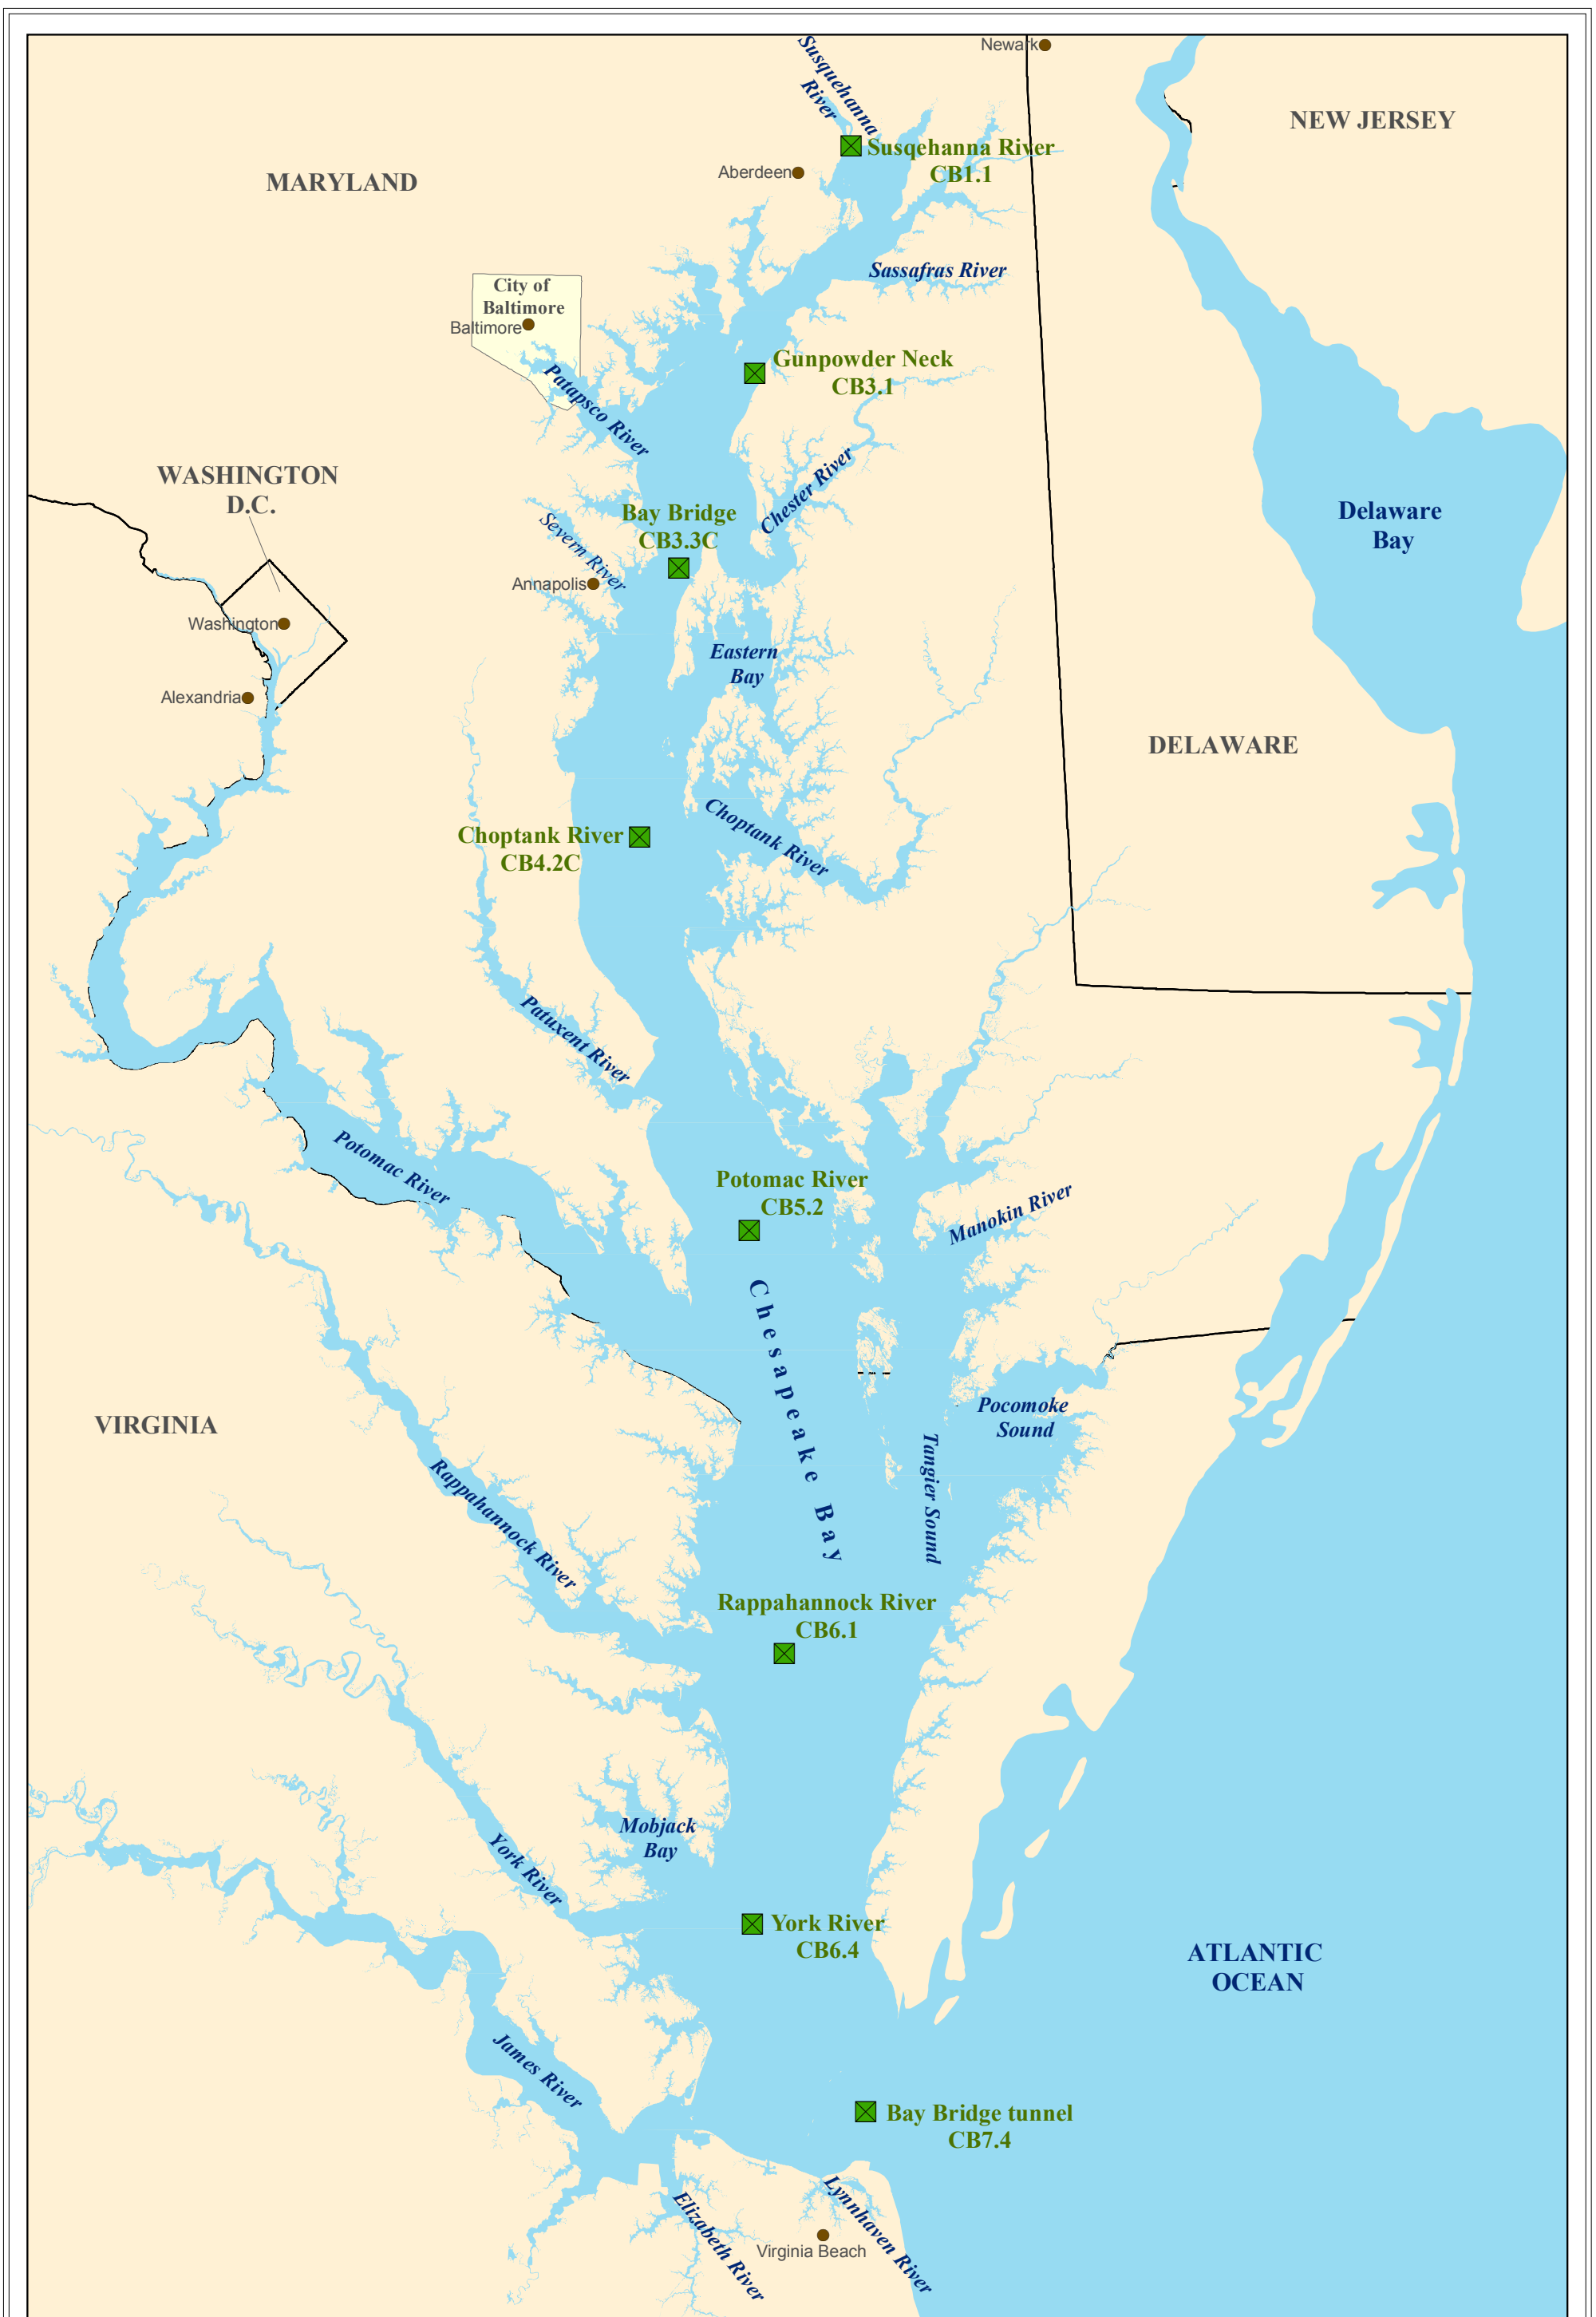 Susquehanna
River
Newark
NEW JERSEY
Susqehanna River
CB1.1
Aberdeen
MARYLAND
Sassafras River
City of
Baltimore
Baltimore
Gunpowder Neck
CB3.1
Patapsco River
Chester River
WASHINGTON
D.C.
Bay Bridge
CB3.3C
Delaware
Bay
Severn River
Annapolis
Washington
Eastern
Bay
Alexandria
DELAWARE
Choptank River
Choptank River
CB4.2C
Patuxent River
Potomac River
Potomac River
CB5.2
Manokin River
Chesapeake Bay
Pocomoke
Sound
VIRGINIA
Tangier Sound
Rappahannock River
Rappahannock River
CB6.1
Mobjack
Bay
York River
York River
CB6.4
ATLANTIC
OCEAN
James River
Bay Bridge tunnel
CB7.4
Elizabeth River
Lynnhaven River
Virginia Beach